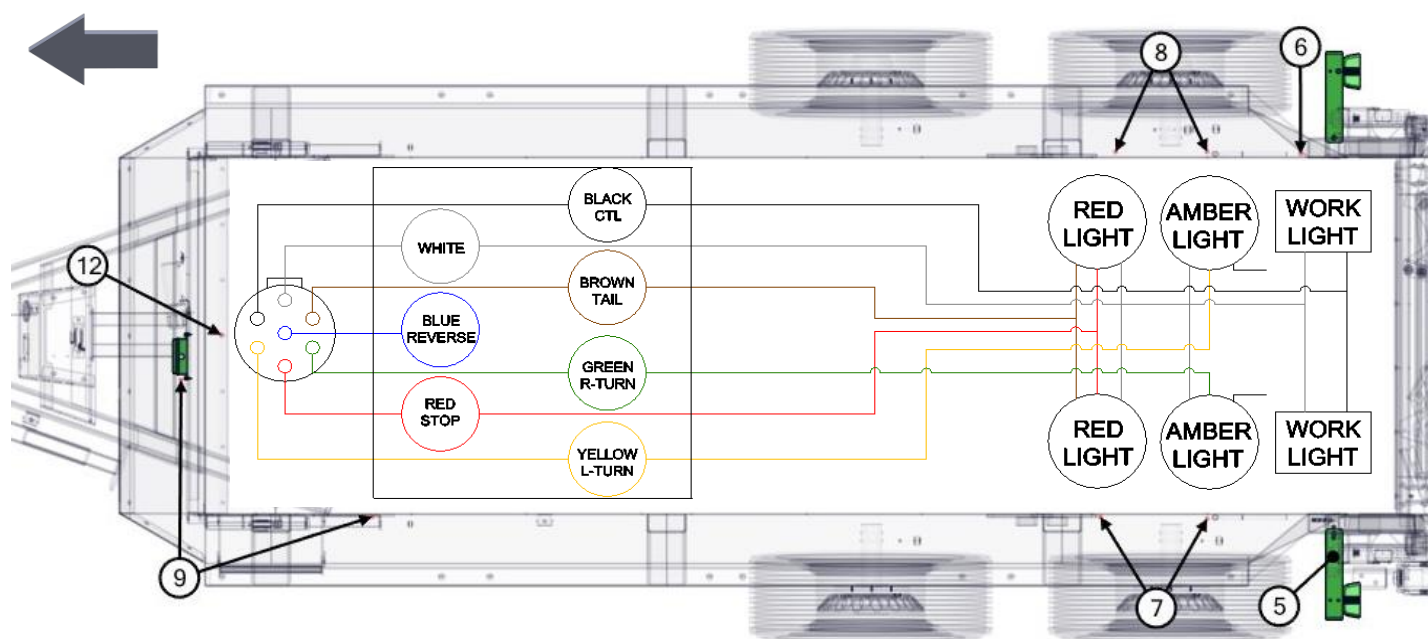 8
6
BLACK
CTL
WHITE
RED
LIGHT
AMBER
LIGHT
WORK
LIGHT
12
BROWN
TAIL
BLUE
REVERSE
GREEN
R-TURN
RED
STOP
YELLOW
L-TURN
RED
LIGHT
AMBER
LIGHT
WORK
LIGHT
9
7
5